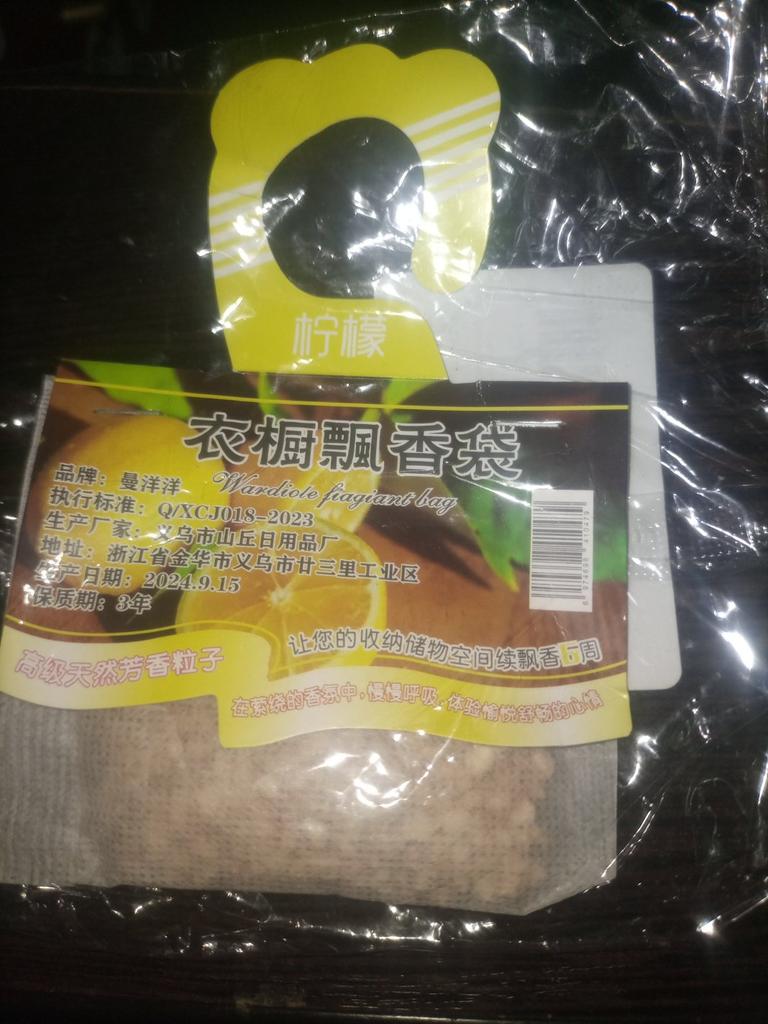 柠檬
衣橱飘香袋
Wardiole fiagiant bag
品牌：曼洋洋
执行标准：Q/XCJ018-2023
生产厂家：义乌市山丘日用品厂
地址：浙江省金华市义乌市廿三里工业区
生产日期：2024.9.15
保质期：3年
让您的收纳储物空间续飘香6周
高级天然芳香粒子
在萦绕的香氛中，慢慢呼吸，体验愉悦舒畅的心情